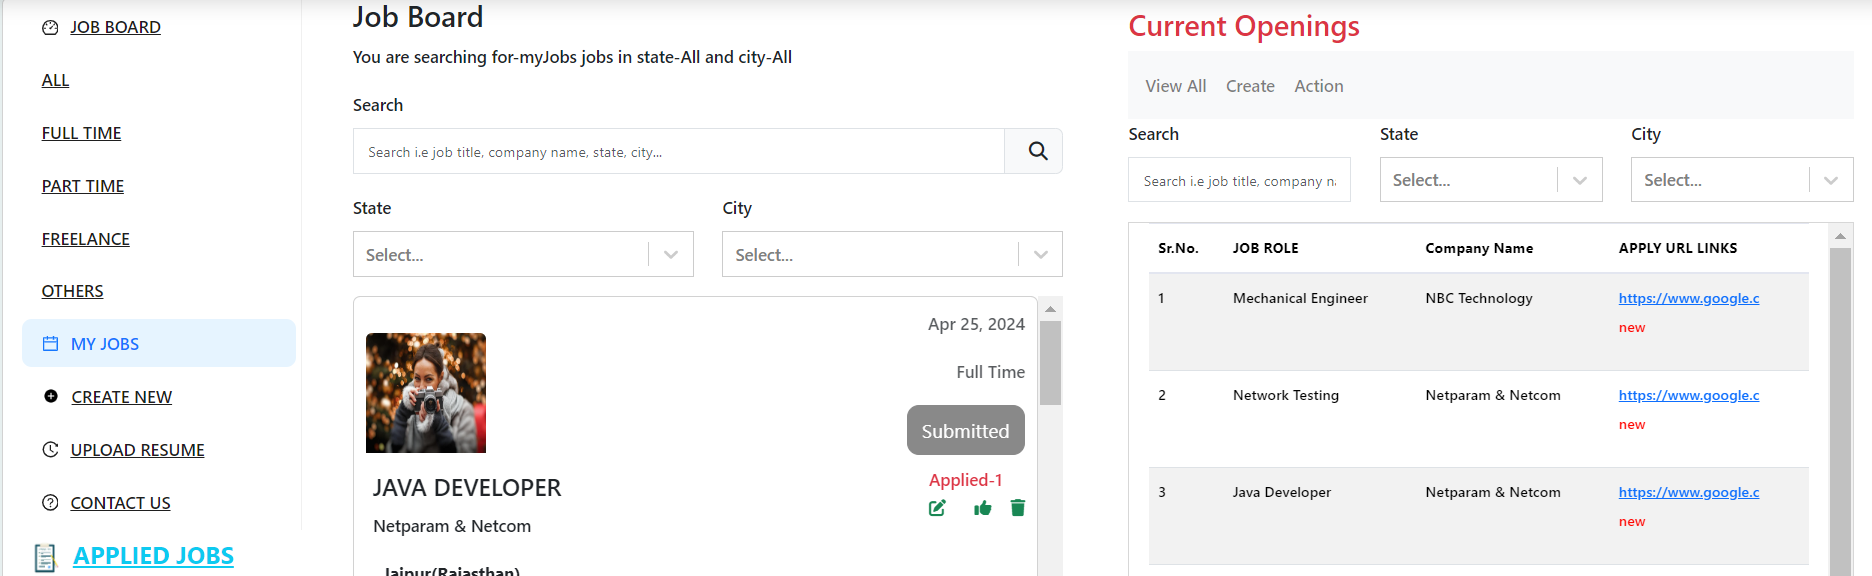 JOB BOARD
ALL
FULL TIME
PART TIME
FREELANCE
OTHERS
MY JOBS
CREATE NEW
UPLOAD RESUME
CONTACT US
APPLIED JOBS
Job Board
You are searching for-myJobs jobs in state-All and city-All
Search
Search i.e job title, company name, state, city...
State City
Select... Select...
Apr 25, 2024
Full Time
Submitted
Applied-1
JAVA DEVELOPER
Netparam & Netcom
Jaipur(Rajasthan)
Current Openings
View All Create Action
Search State City
Search i.e job title, company n Select... Select...
Sr.No. JOB ROLE Company Name APPLY URL LINKS
1 Mechanical Engineer NBC Technology https://www.google.c
new
2 Network Testing Netparam & Netcom https://www.google.c
new
3 Java Developer Netparam & Netcom https://www.google.c
new